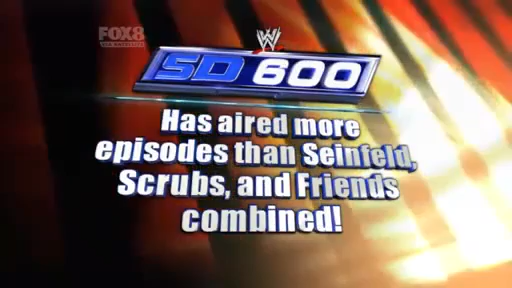 FOX8
W
SD 600
Has aired more
episodes than Seinfeld,
Scrubs, and Friends
combined!